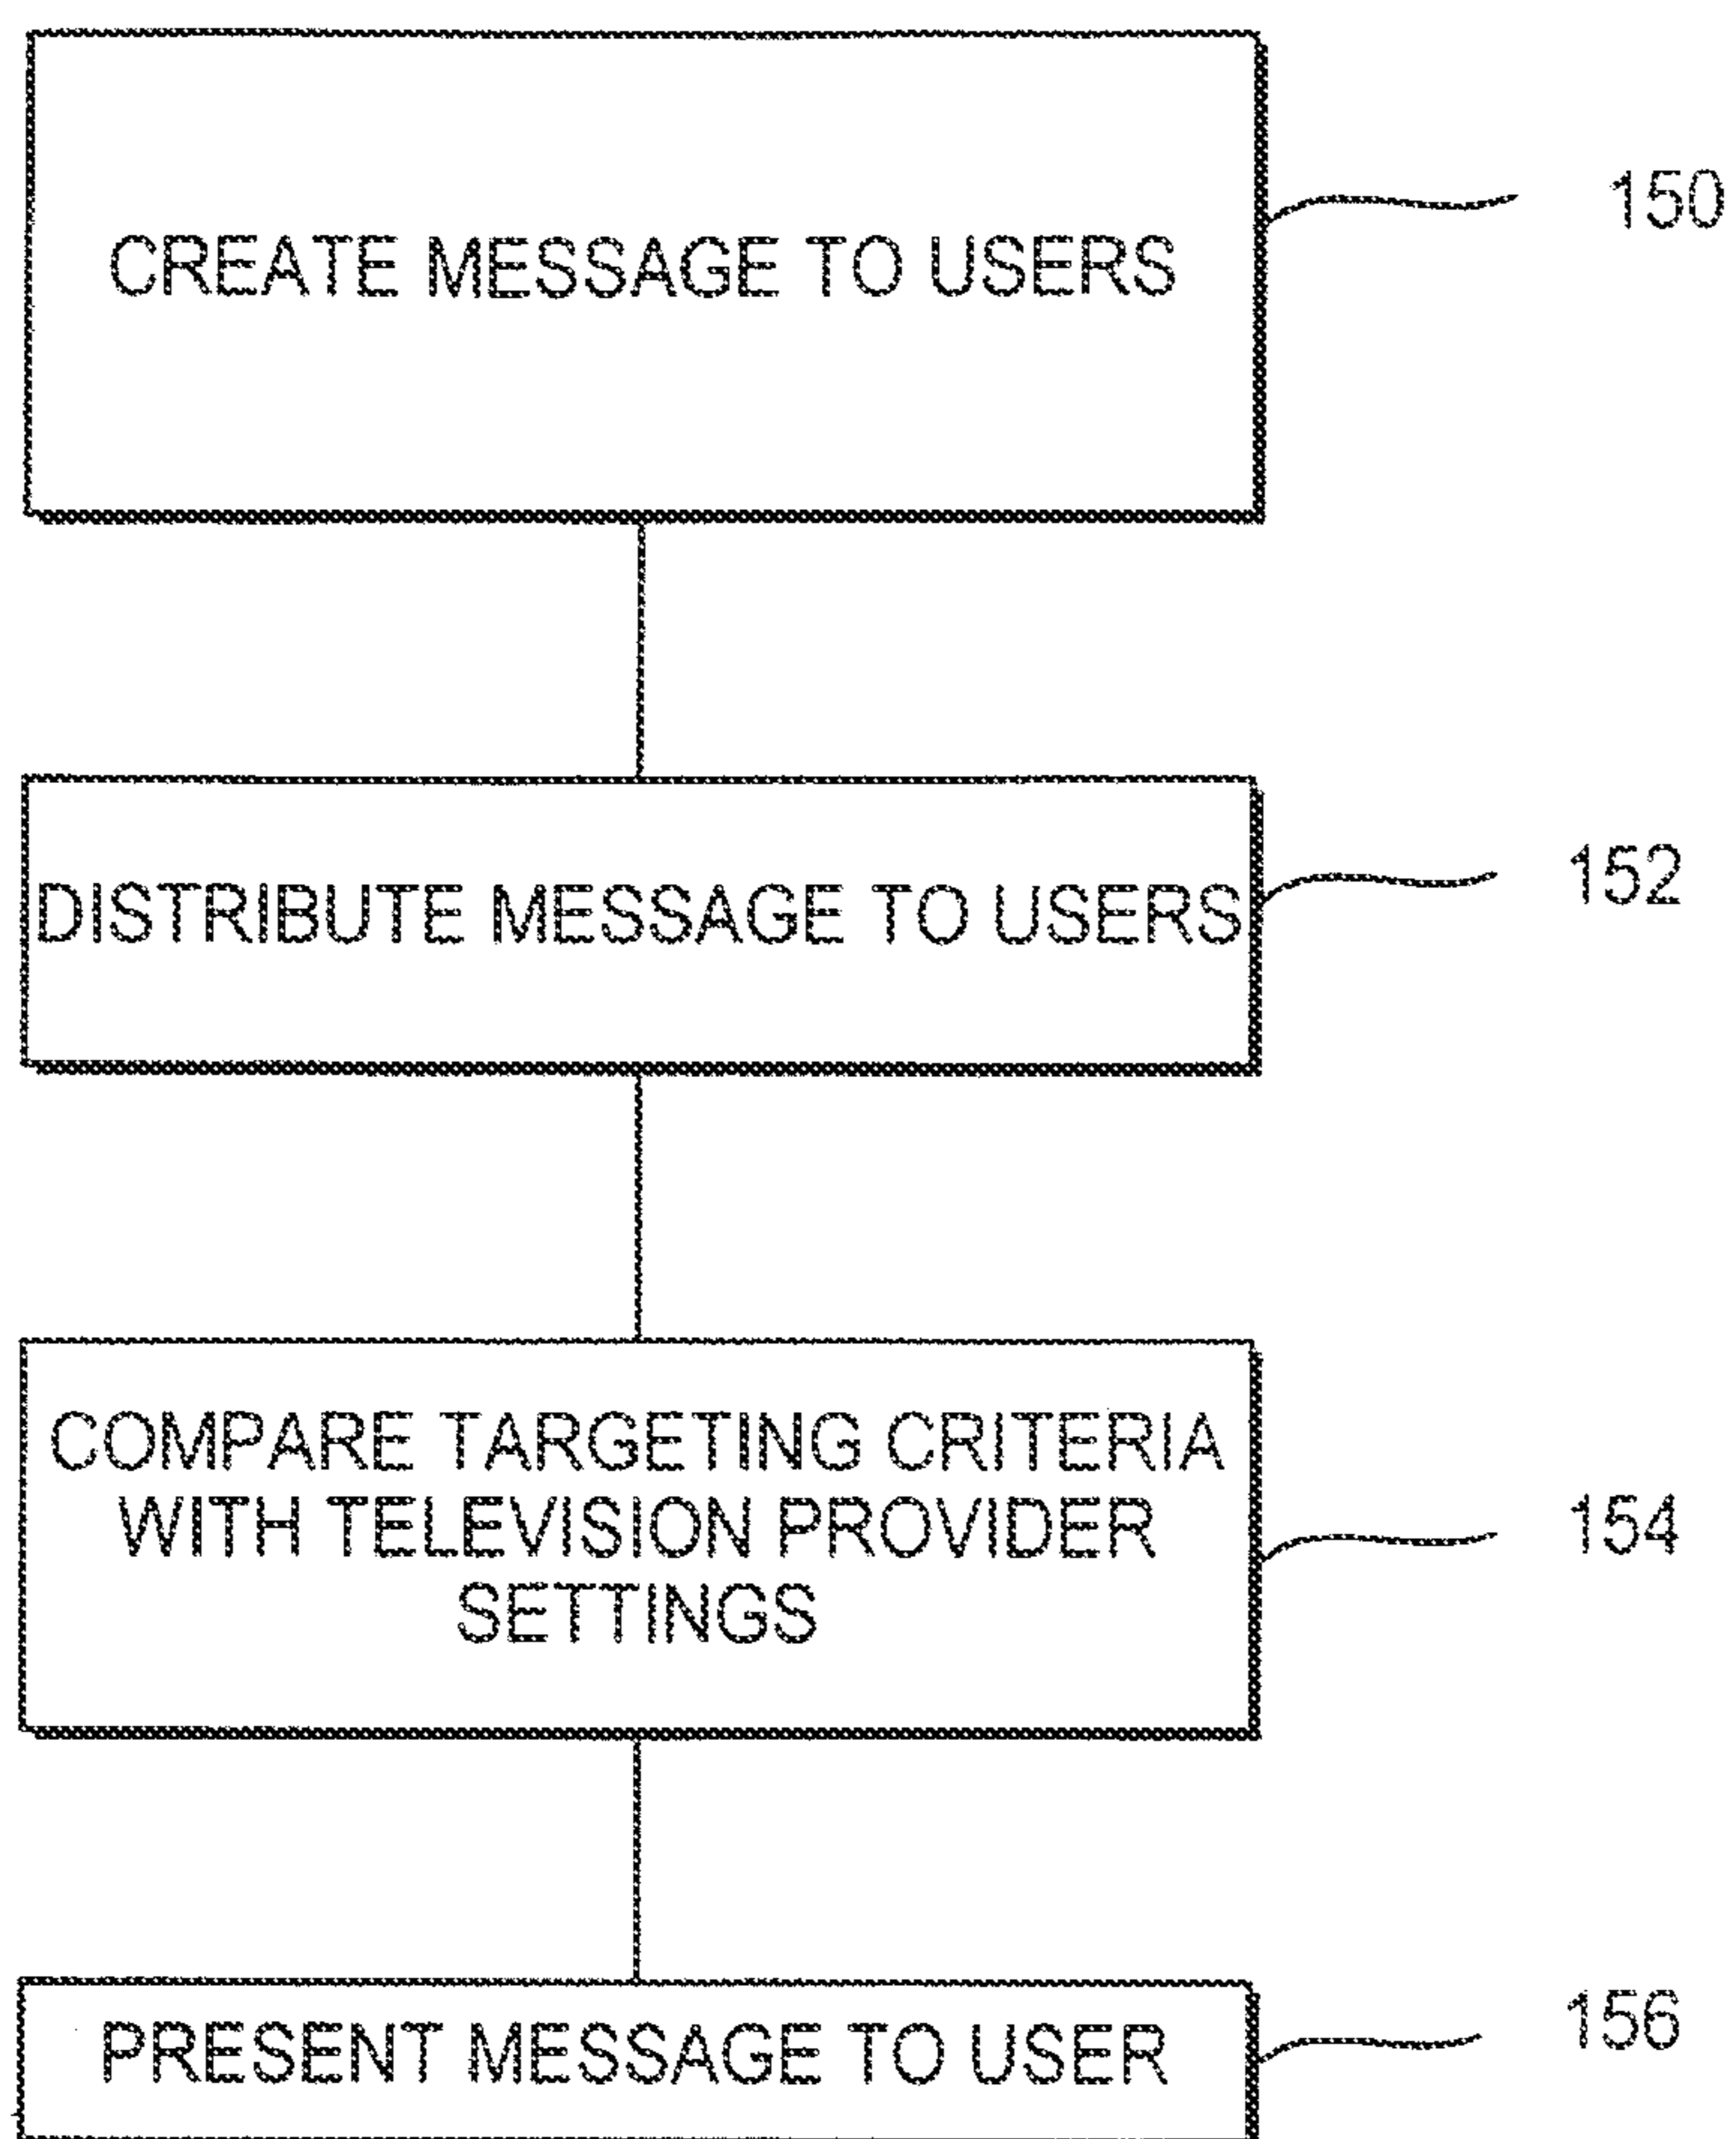 CREATE MESSAGE TO USERS
150
DISTRIBUTE MESSAGE TO USERS
152
COMPARE TARGETING CRITERIA
WITH TELEVISION PROVIDER
SETTINGS
154
PRESENT MESSAGE TO USER
156